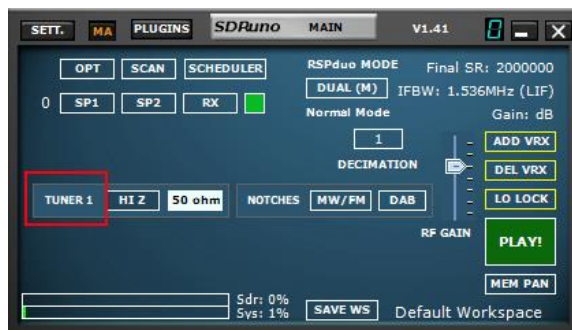 SETT. MA PLUGINS SDRuno MAIN V1.41 0
OPT SCAN SCHEDULER RSPduo MODE Final SR: 2000000
DUAL (M) IFBW: 1.536MHz (LIF)
0 SP1 SP2 RX Normal Mode Gain: dB
1 ADD VRX
DECIMATION DEL VRX
TUNER 1 HI Z 50 ohm NOTCHES MW/FM DAB LO LOCK
RF GAIN PLAY!
MEM PAN
Sdr: 0%
Sys: 1% SAVE WS Default Workspace